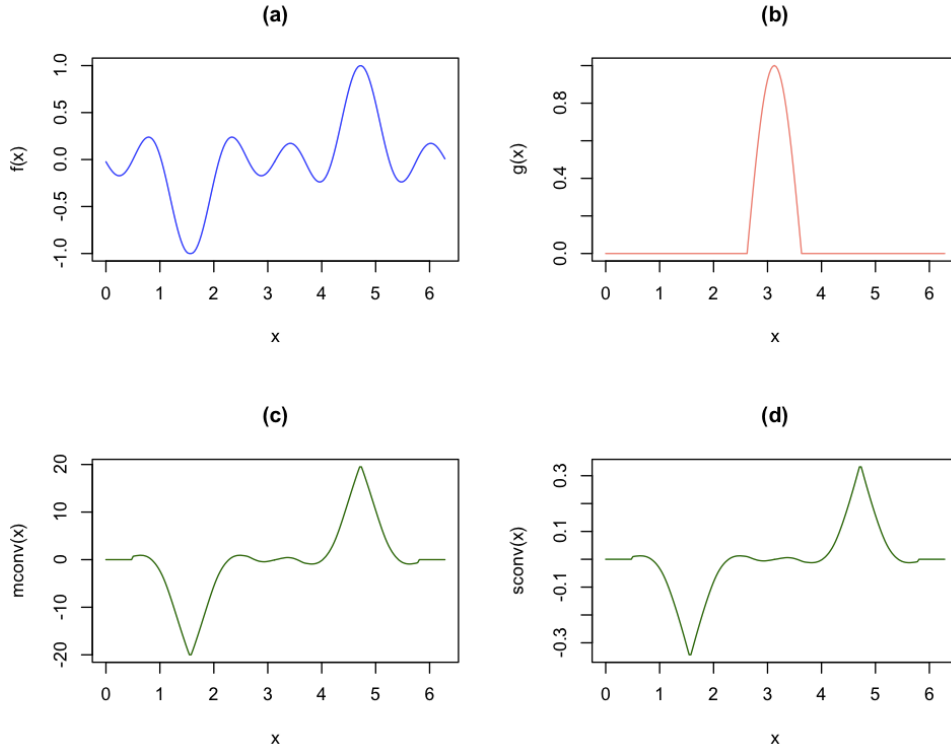 (a)
f(x)
1.0
0.5
0.0
-0.5
-1.0
0 1 2 3 4 5 6
x
(b)
g(x)
0.8
0.4
0.0
0 1 2 3 4 5 6
x
(c)
mconv(x)
20
10
0
-10
-20
0 1 2 3 4 5 6
x
(d)
sconv(x)
0.3
0.1
-0.1
-0.3
0 1 2 3 4 5 6
x